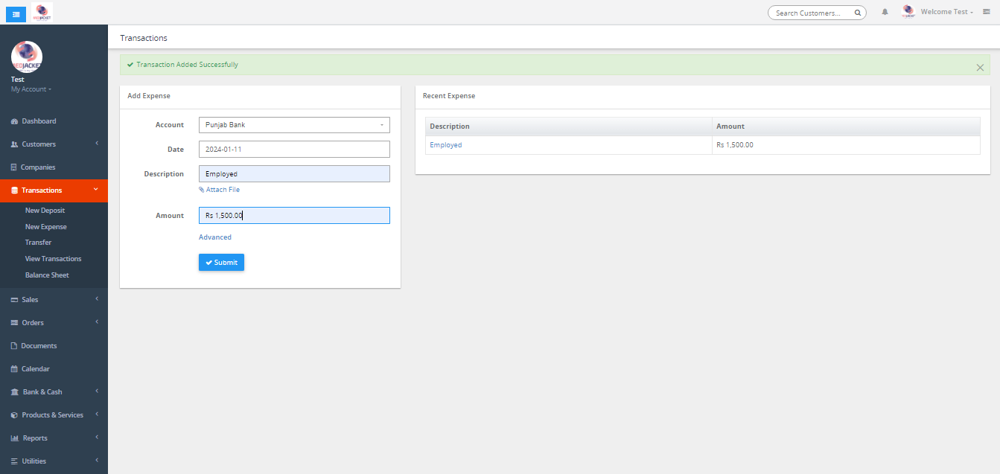 Search Customers...
Welcome Test
Transactions
MEDJACKET
Test
My Account
Dashboard
Customers
Companies
Transactions
New Deposit
New Expense
Transfer
View Transactions
Balance Sheet
Sales
Orders
Documents
Calendar
Bank & Cash
Products & Services
Reports
Utilities
Transaction Added Successfully
Add Expense
Account Punjab Bank
Date 2024-01-11
Description Employed
Attach File
Amount Rs 1,500.00
Advanced
Submit
Recent Expense
Description Amount
Employed Rs 1,500.00